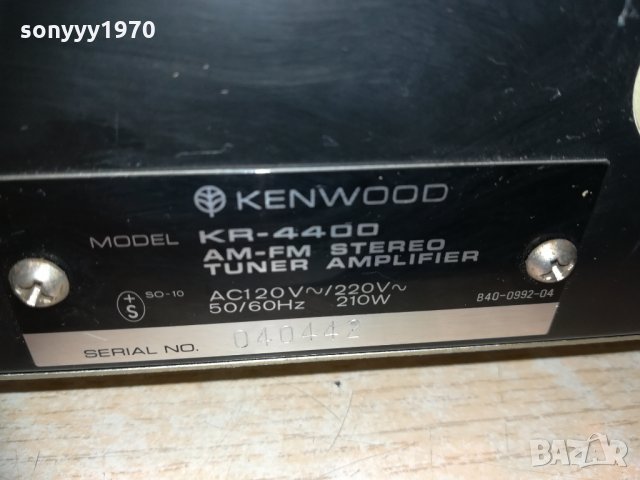 sonyyy1970
KENWOOD
MODEL KR-4400
AM-FM STEREO
TUNER AMPLIFIER
+
S
SO-10
AC120V~/220V~
50/60Hz 210W
B40-0992-04
SERIAL NO. 040442
BAZAR